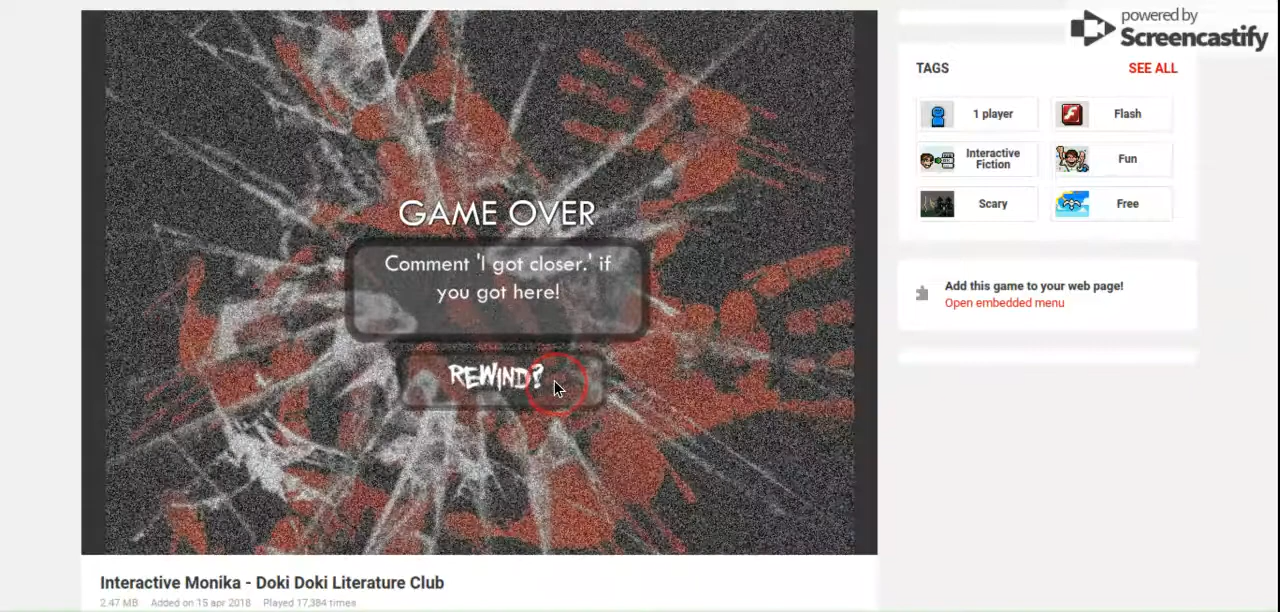 powered by
Screencastify
TAGS
SEE ALL
1 player
Flash
Interactive
Fiction
Fun
Scary
Free
GAME OVER
Comment 'I got closer.' if
you got here!
REWIND?
Add this game to your web page!
Open embedded menu
Interactive Monika - Doki Doki Literature Club
2.47 MB Added on 15 apr 2018 Played 17,384 times